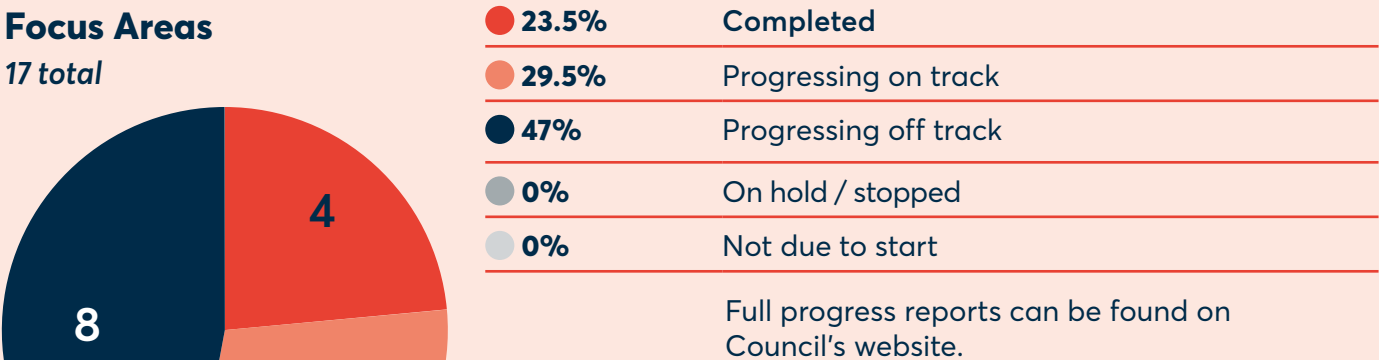 Focus Areas
17 total
4
8
23.5% Completed
29.5% Progressing on track
47% Progressing off track
0% On hold / stopped
0% Not due to start
Full progress reports can be found on
Council's website.